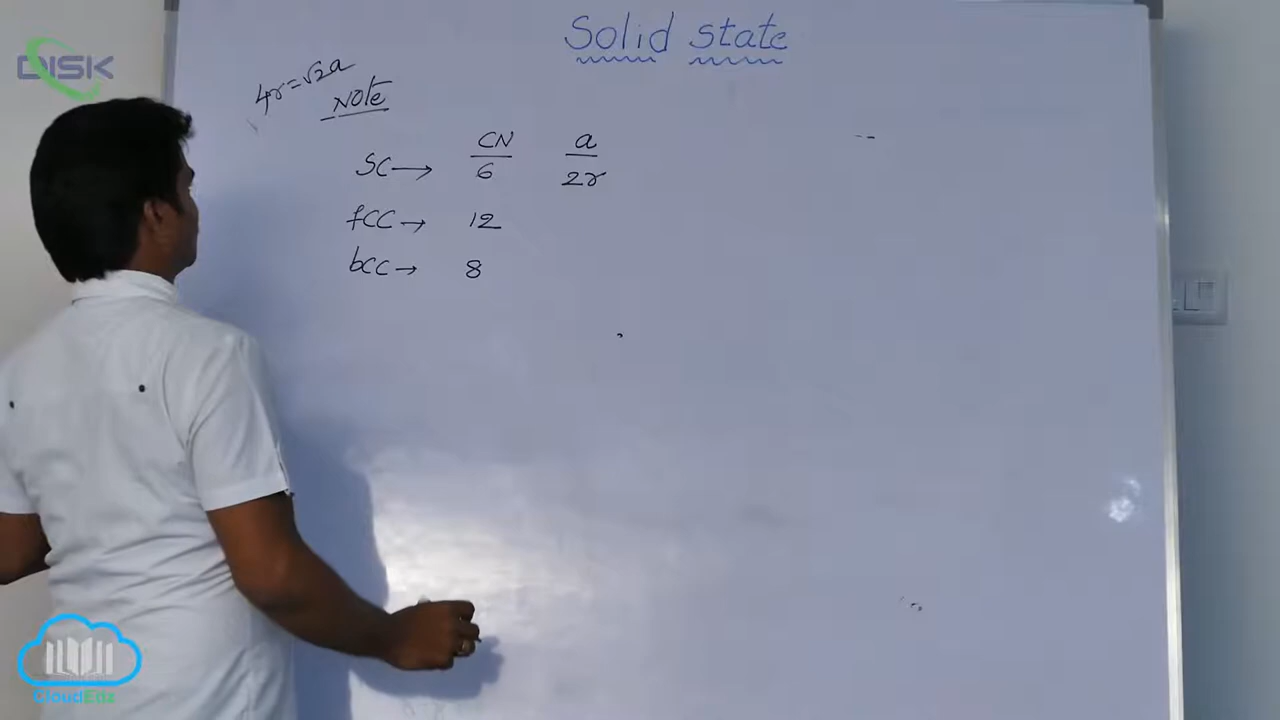 DISK
Solid state
4r=√2a
Note
CN a
SC→ 6 2r
fCC→ 12
bCC→ 8
CloudEdz